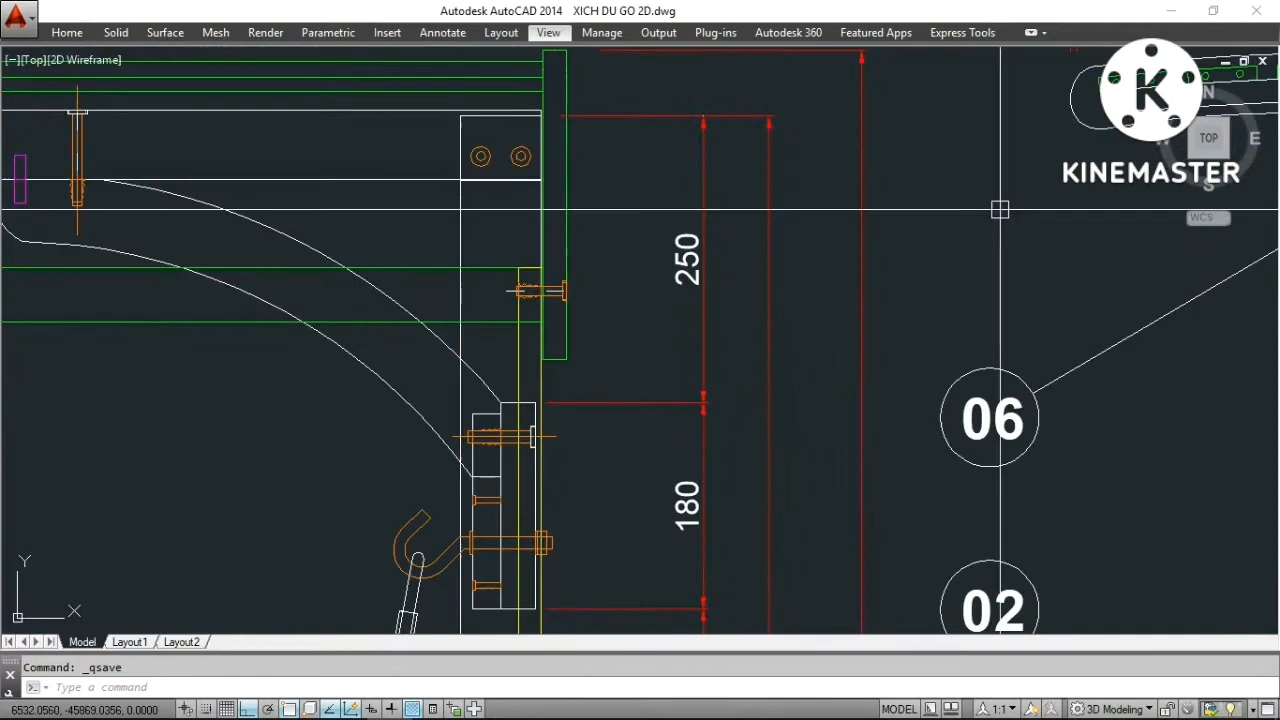 Autodesk AutoCAD 2014 XICH DU GO 2D.dwg
Home Solid Surface Mesh Render Parametric Insert Annotate Layout View Manage Output Plug-ins Autodesk 360 Featured Apps Express Tools
[−][Top][2D Wireframe]
N
K
TOP
E
KINEMASTER
S
WCS
250
06
180
02
Y
X
Model Layout1 Layout2
Command: _qsave
Type a command
6532.0560, -45869.0356, 0.0000
MODEL
1:1
3D Modeling